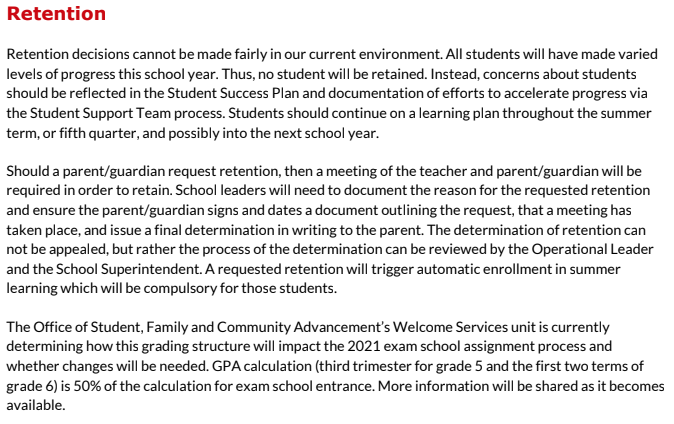 Retention
Retention decisions cannot be made fairly in our current environment. All students will have made varied
levels of progress this school year. Thus, no student will be retained. Instead, concerns about students
should be reflected in the Student Success Plan and documentation of efforts to accelerate progress via
the Student Support Team process. Students should continue on a learning plan throughout the summer
term, or fifth quarter, and possibly into the next school year.
Should a parent/guardian request retention, then a meeting of the teacher and parent/guardian will be
required in order to retain. School leaders will need to document the reason for the requested retention
and ensure the parent/guardian signs and dates a document outlining the request, that a meeting has
taken place, and issue a final determination in writing to the parent. The determination of retention can
not be appealed, but rather the process of the determination can be reviewed by the Operational Leader
and the School Superintendent. A requested retention will trigger automatic enrollment in summer
learning which will be compulsory for those students.
The Office of Student, Family and Community Advancement's Welcome Services unit is currently
determining how this grading structure will impact the 2021 exam school assignment process and
whether changes will be needed. GPA calculation (third trimester for grade 5 and the first two terms of
grade 6) is 50% of the calculation for exam school entrance. More information will be shared as it becomes
available.